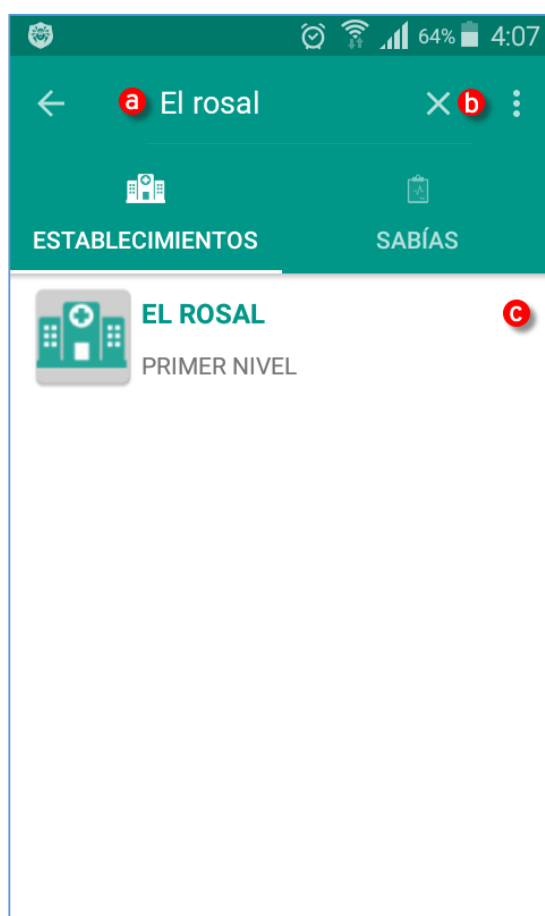 64% 4:07
a El rosal b
ESTABLECIMIENTOS SABÍAS
EL ROSAL c
PRIMER NIVEL